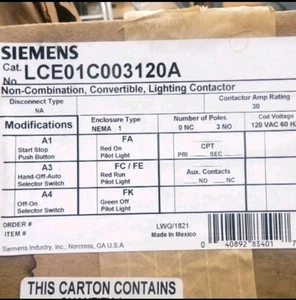 SIEMENS
Cat. No. LCE01C003120A
Non-Combination, Convertible, Lighting Contactor
Disconnect Type NA
Contactor Amp Rating 30
Modifications
Enclosure Type NEMA 1
Number of Poles 0 NC 3 NO
Coil Voltage 120 VAC 60 H
A1 Start Stop Push Button
FA Red On Pilot Light
CPT PRI SEC
A3 Hand-Off-Auto Selector Switch
FC / FE Red Run Pilot Light
Aux. Contacts NO NC
A4 Off-On Selector Switch
FK Green Off Pilot Light
ORDER #
ITEM #
LWQ/1821
Made in Mexico
Siemens Industry, Inc., Norcross, GA U.S.A.
0 40892 83401
THIS CARTON CONTAINS